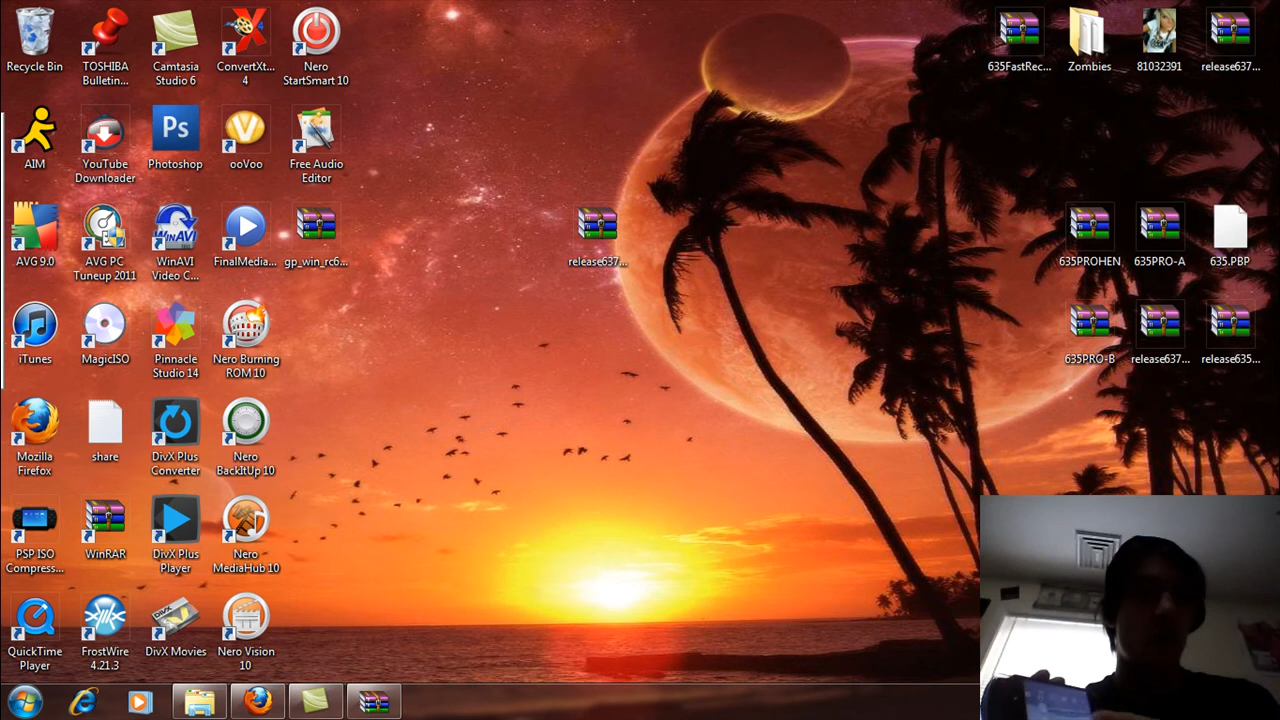 Recycle Bin
TOSHIBA
Bulletin...
Camtasia
Studio 6
ConvertXt...
4
Nero
StartSmart 10
635FastRec...
Zombies
81032391
release637...
AIM
YouTube
Downloader
Ps
Photoshop
ooVoo
Free Audio
Editor
AVG 9.0
AVG PC
Tuneup 2011
WinAVI
WinAVI
Video C...
FinalMedia...
gp_win_rc6...
release637...
635PROHEN
635PRO-A
635.PBP
iTunes
MagicISO
Pinnacle
Studio 14
Nero Burning
ROM 10
635PRO-B
release637...
release635...
Mozilla
Firefox
share
DivX Plus
Converter
Nero
BackItUp 10
PSP ISO
Compress...
WinRAR
DivX Plus
Player
Nero
MediaHub 10
QuickTime
Player
FrostWire
4.21.3
DIVX
DivX Movies
Nero Vision
10